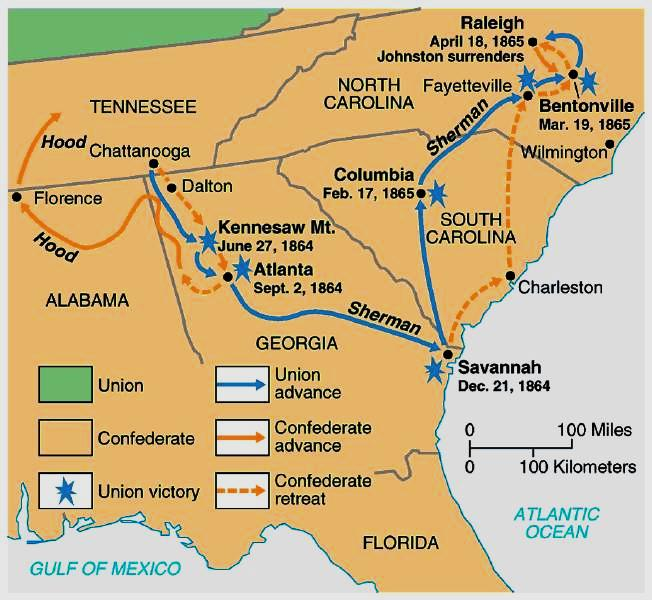 Raleigh
April 18, 1865
Johnston surrenders
NORTH
CAROLINA
Fayetteville
TENNESSEE
Hood
Sherman
Bentonville
Mar. 19, 1865
Chattanooga
Wilmington
Columbia
Feb. 17, 1865
Dalton
Florence
Kennesaw Mt.
June 27, 1864
SOUTH
CAROLINA
Hood
Atlanta
Sept. 2, 1864
Charleston
ALABAMA
Sherman
GEORGIA
Savannah
Dec. 21, 1864
Union
Union
advance
Confederate
Confederate
advance
0 100 Miles
0 100 Kilometers
Union victory
Confederate
retreat
ATLANTIC
OCEAN
FLORIDA
GULF OF MEXICO